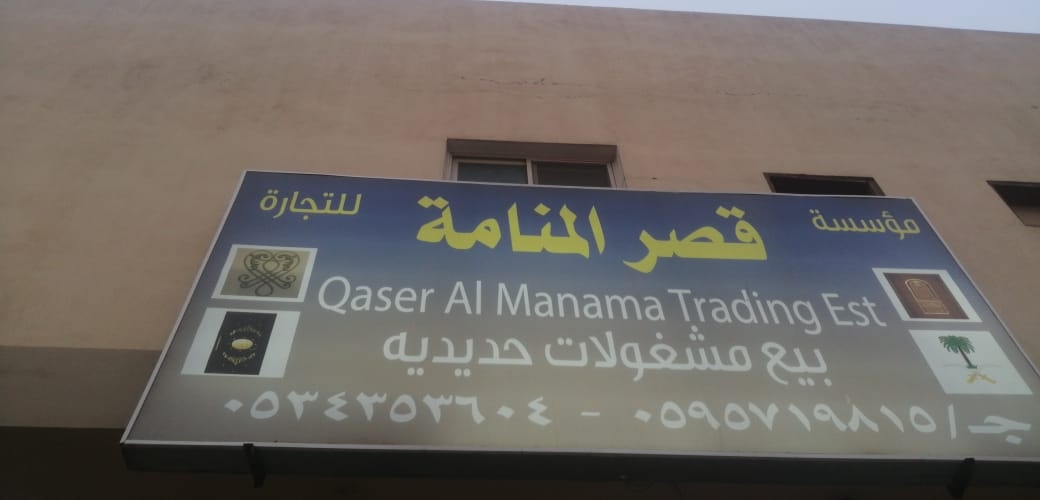 مؤسسة قصر المنامة للتجارة
Qaser Al Manama Trading Est
بيع مشغولات حديديه
جـ / ٠٥٩٥٧١٩٨١٥ - ٠٥٣٤٣٥٣٦٠٤